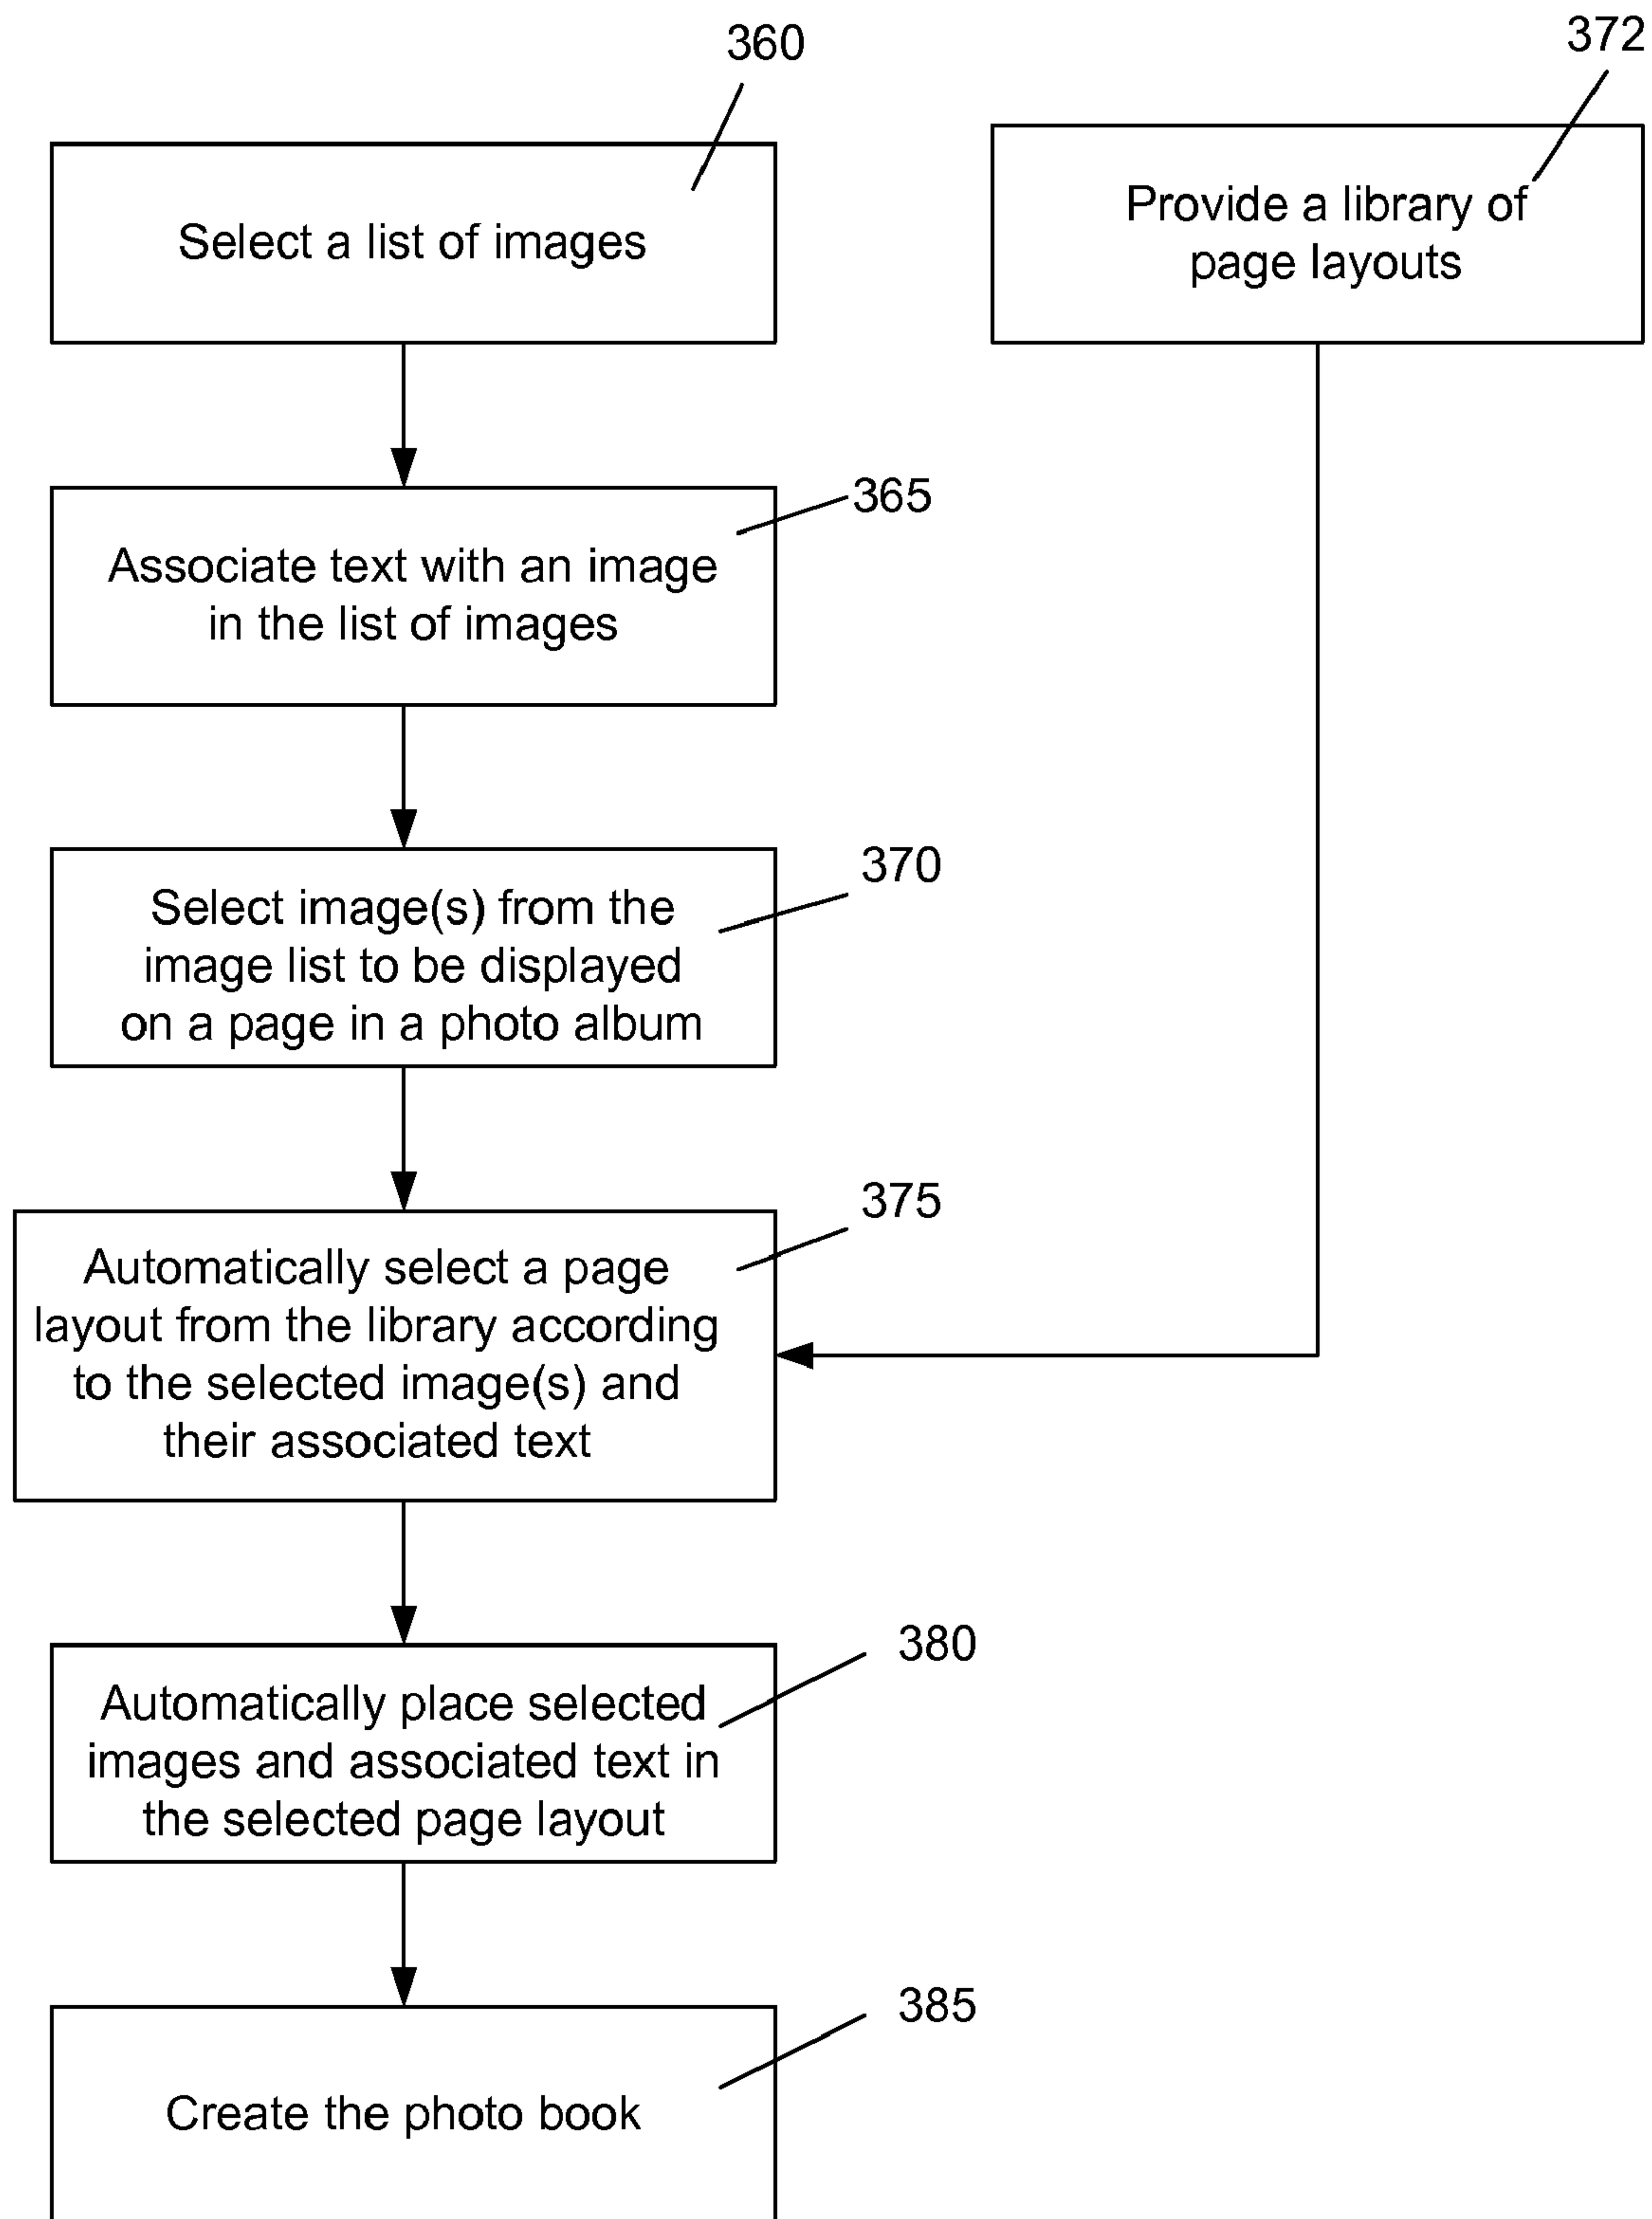 360
Select a list of images
372
Provide a library of
page layouts
365
Associate text with an image
in the list of images
370
Select image(s) from the
image list to be displayed
on a page in a photo album
375
Automatically select a page
layout from the library according
to the selected image(s) and
their associated text
380
Automatically place selected
images and associated text in
the selected page layout
385
Create the photo book